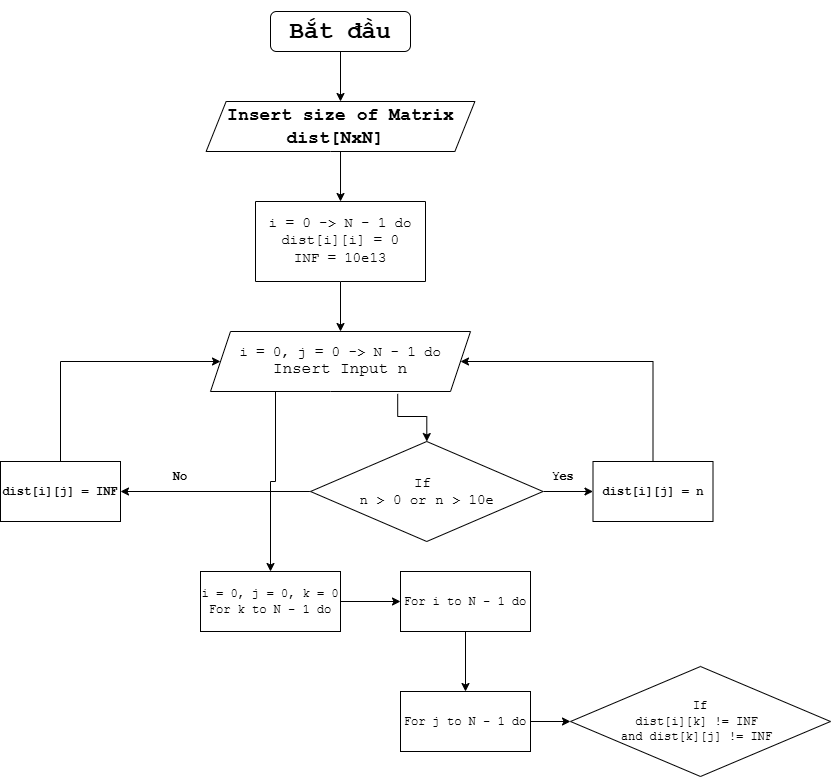 Bắt đầu
Insert size of Matrix
dist[NxN]
i = 0 -> N - 1 do
dist[i][i] = 0
INF = 10e13
i = 0, j = 0 -> N - 1 do
Insert Input n
If
n > 0 or n > 10e
No
Yes
dist[i][j] = INF
dist[i][j] = n
i = 0, j = 0, k = 0
For k to N - 1 do
For i to N - 1 do
For j to N - 1 do
If
dist[i][k] != INF
and dist[k][j] != INF